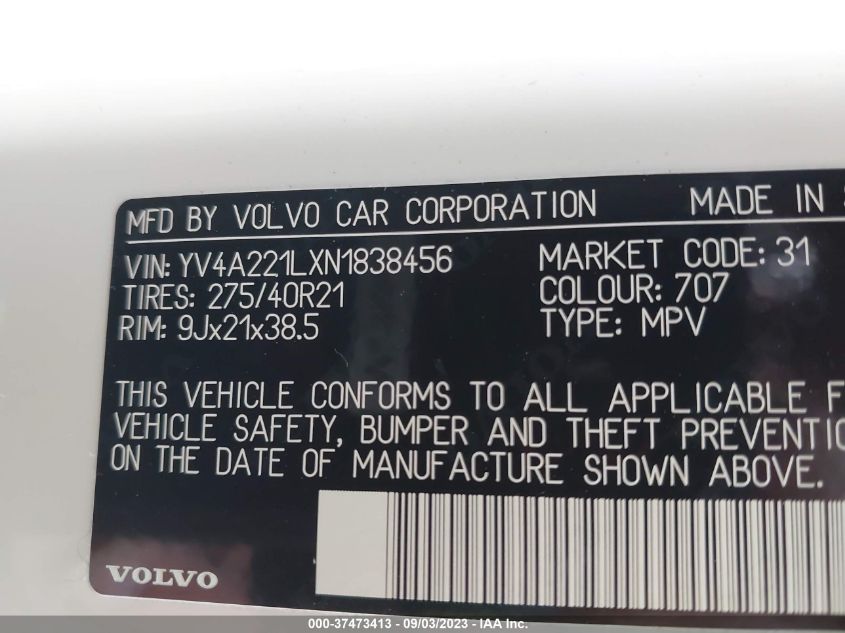 MFD BY VOLVO CAR CORPORATION MADE IN
VIN: YV4A221LXN1838456 MARKET CODE: 31
TIRES: 275/40R21 COLOUR: 707
RIM: 9Jx21x38.5 TYPE: MPV
THIS VEHICLE CONFORMS TO ALL APPLICABLE F
VEHICLE SAFETY, BUMPER AND THEFT PREVENTIO
ON THE DATE OF MANUFACTURE SHOWN ABOVE.
VOLVO
000-37473413 - 09/03/2023 - IAA Inc.